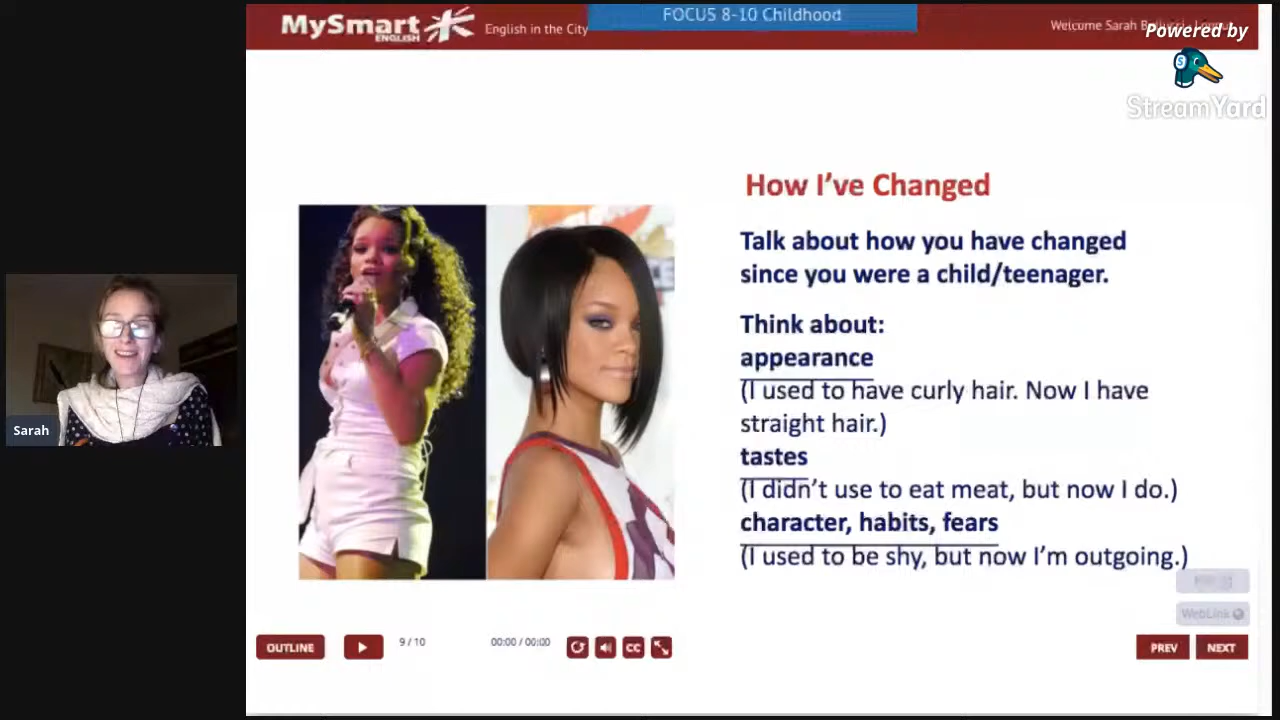 MySmart
ENGLISH
English in the City
FOCUS 8-10 Childhood
Welcome Sarah
Powered by
StreamYard
How I've Changed
Talk about how you have changed
since you were a child/teenager.
Think about:
appearance
(I used to have curly hair. Now I have
straight hair.)
tastes
(I didn't use to eat meat, but now I do.)
character, habits, fears
(I used to be shy, but now I'm outgoing.)
Sarah
WebLink
OUTLINE
9 / 10
00:00 / 00:00
CC
PREV
NEXT